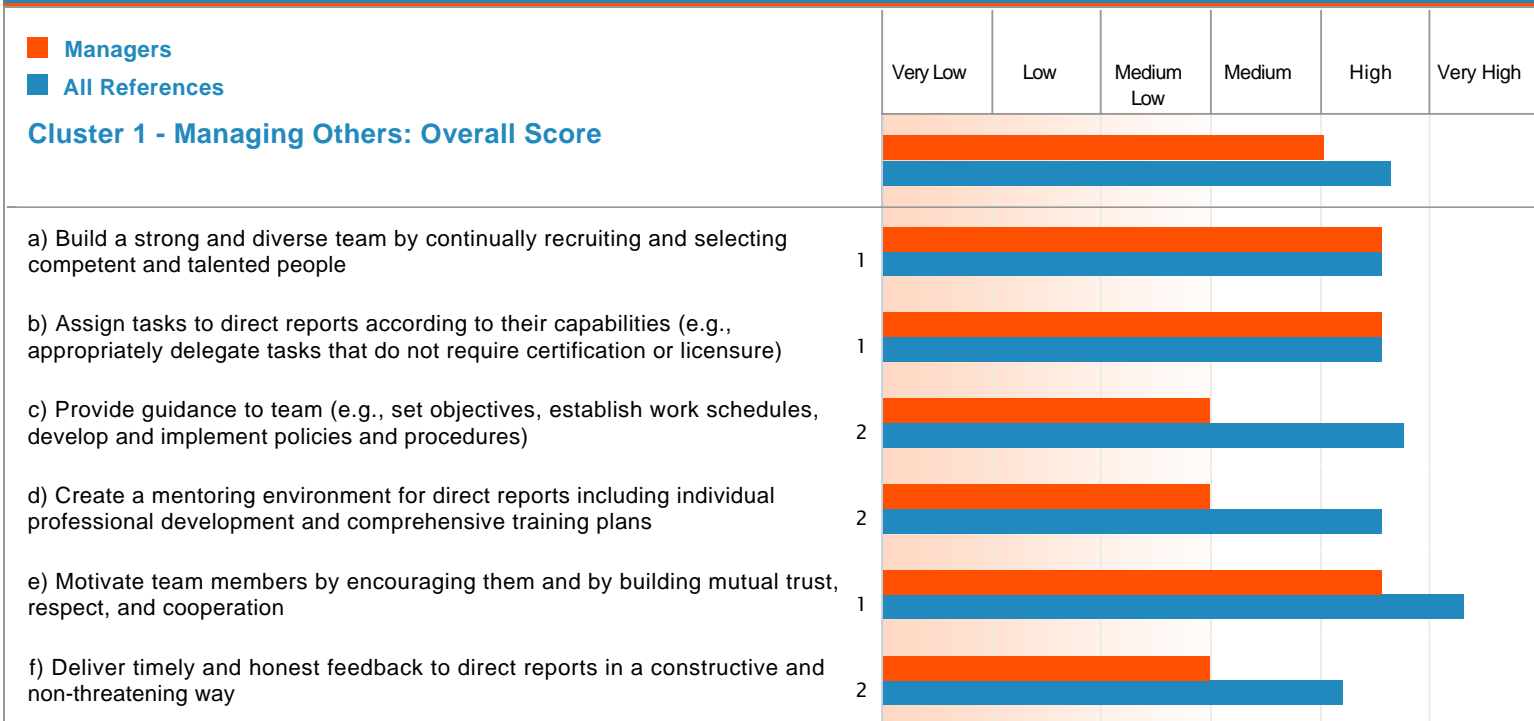 Managers
All References
Very Low
Low
Medium
Low
Medium
High
Very High
Cluster 1 - Managing Others: Overall Score
a) Build a strong and diverse team by continually recruiting and selecting
competent and talented people
1
b) Assign tasks to direct reports according to their capabilities (e.g.,
appropriately delegate tasks that do not require certification or licensure)
1
c) Provide guidance to team (e.g., set objectives, establish work schedules,
develop and implement policies and procedures)
2
d) Create a mentoring environment for direct reports including individual
professional development and comprehensive training plans
2
e) Motivate team members by encouraging them and by building mutual trust,
respect, and cooperation
1
f) Deliver timely and honest feedback to direct reports in a constructive and
non-threatening way
2